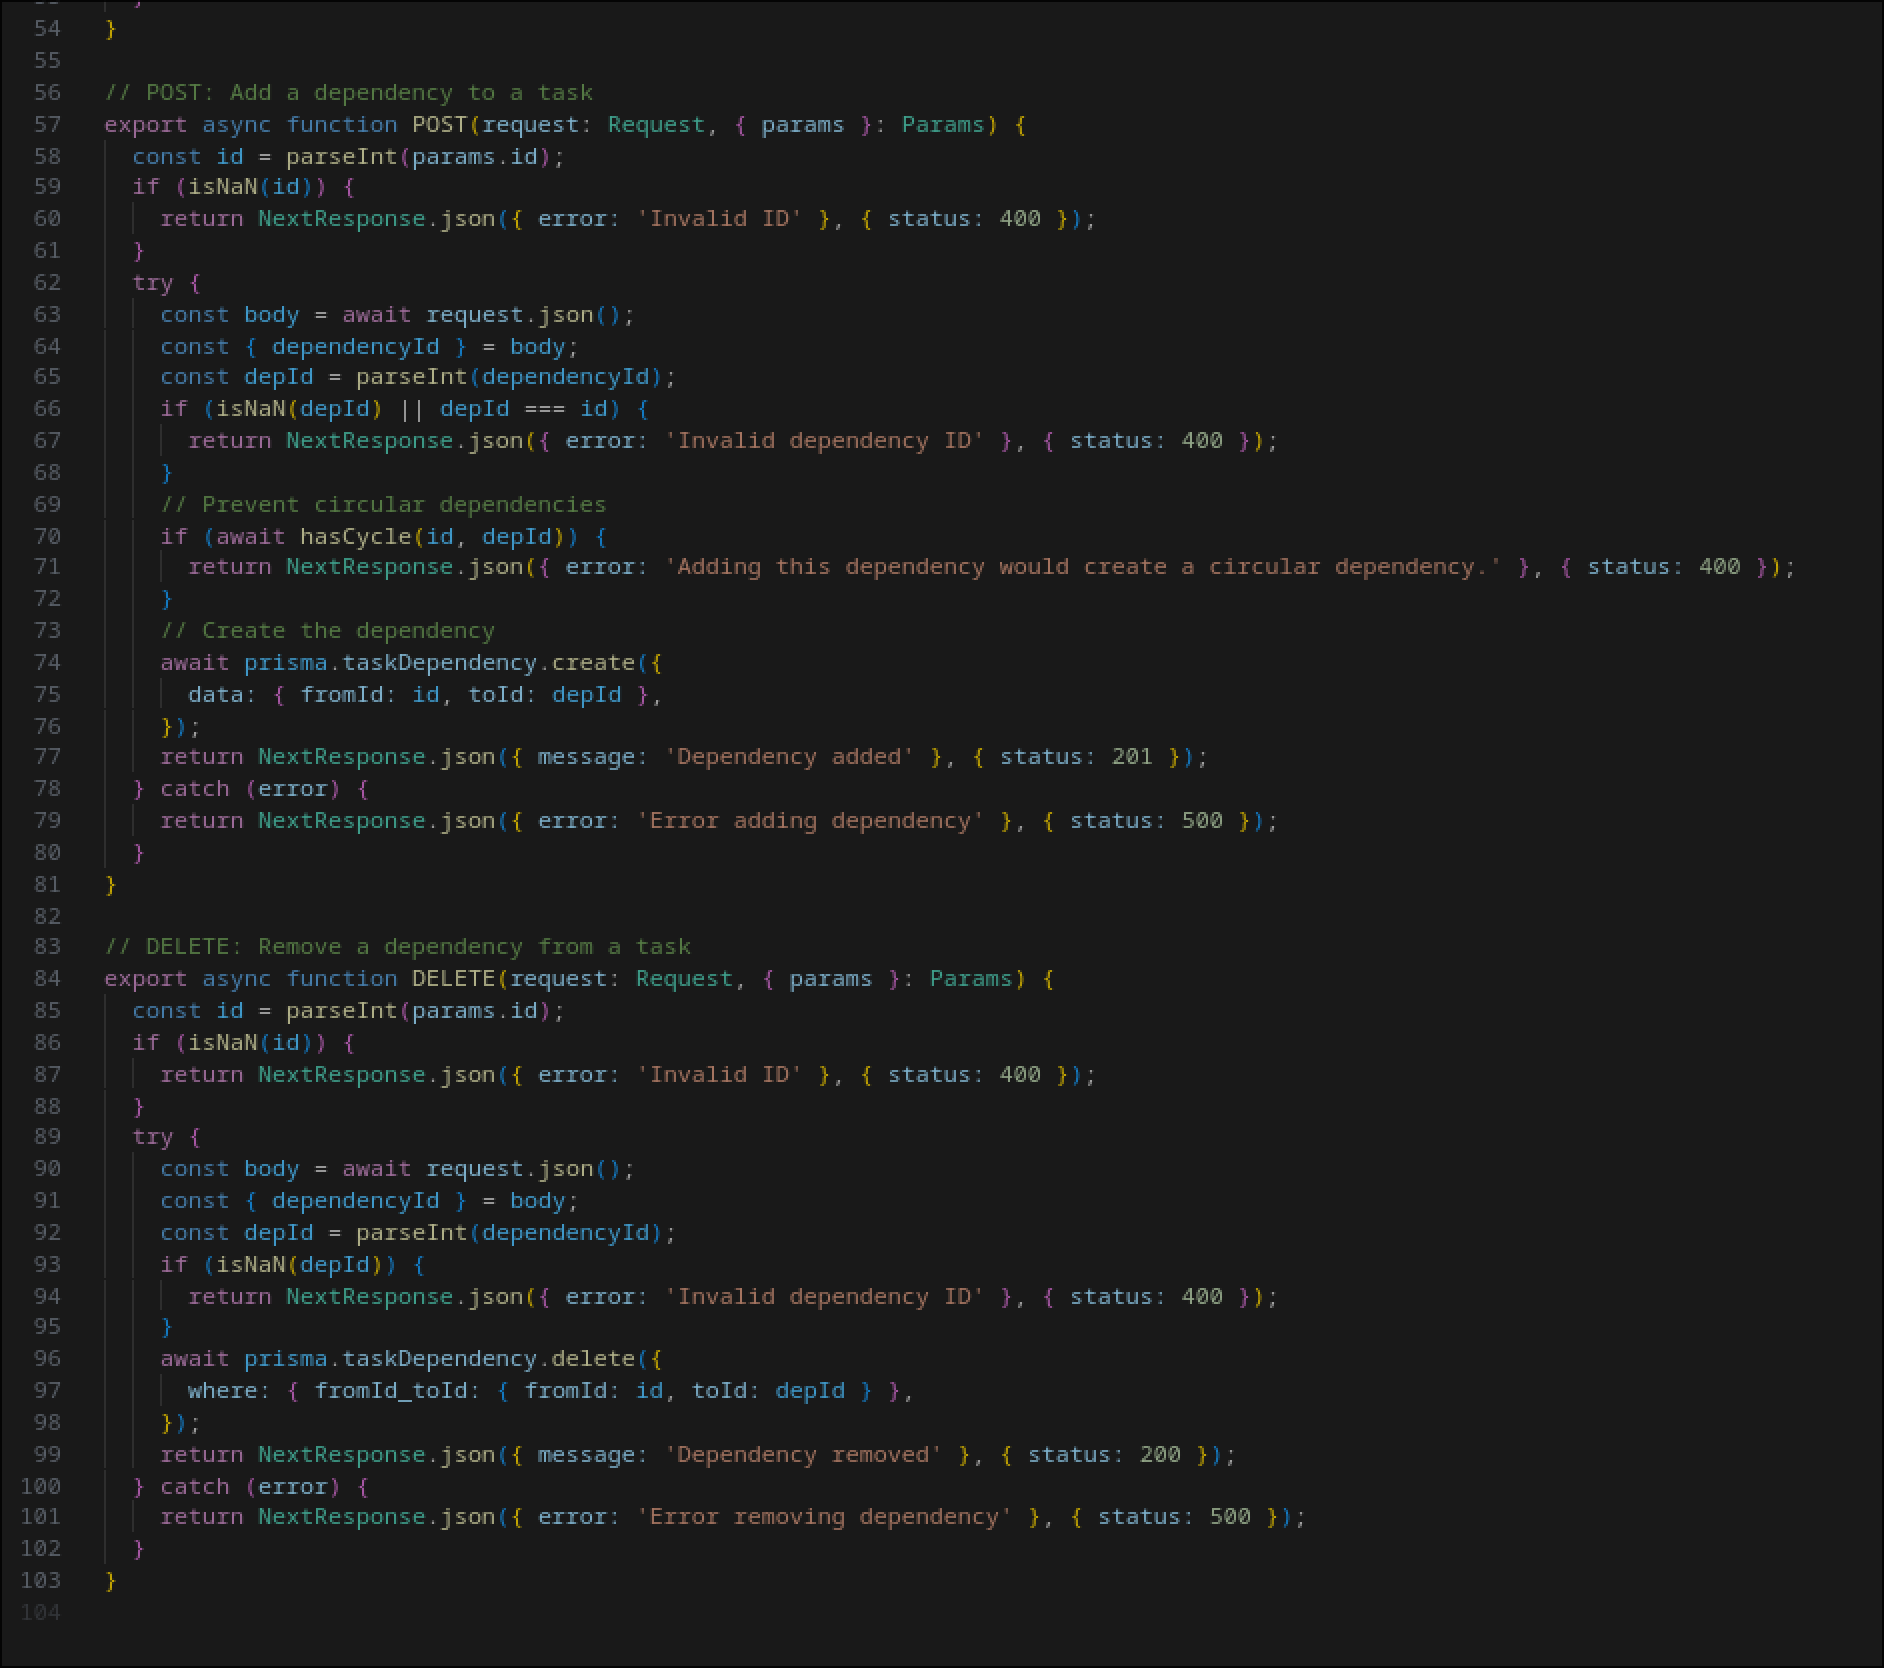 54 }
55
56 // POST: Add a dependency to a task
57 export async function POST(request: Request, { params }: Params) {
58   const id = parseInt(params.id);
59   if (isNaN(id)) {
60     return NextResponse.json({ error: 'Invalid ID' }, { status: 400 });
61   }
62   try {
63     const body = await request.json();
64     const { dependencyId } = body;
65     const depId = parseInt(dependencyId);
66     if (isNaN(depId) || depId === id) {
67       return NextResponse.json({ error: 'Invalid dependency ID' }, { status: 400 });
68     }
69     // Prevent circular dependencies
70     if (await hasCycle(id, depId)) {
71       return NextResponse.json({ error: 'Adding this dependency would create a circular dependency.' }, { status: 400 });
72     }
73     // Create the dependency
74     await prisma.taskDependency.create({
75       data: { fromId: id, toId: depId },
76     });
77     return NextResponse.json({ message: 'Dependency added' }, { status: 201 });
78   } catch (error) {
79     return NextResponse.json({ error: 'Error adding dependency' }, { status: 500 });
80   }
81 }
82
83 // DELETE: Remove a dependency from a task
84 export async function DELETE(request: Request, { params }: Params) {
85   const id = parseInt(params.id);
86   if (isNaN(id)) {
87     return NextResponse.json({ error: 'Invalid ID' }, { status: 400 });
88   }
89   try {
90     const body = await request.json();
91     const { dependencyId } = body;
92     const depId = parseInt(dependencyId);
93     if (isNaN(depId)) {
94       return NextResponse.json({ error: 'Invalid dependency ID' }, { status: 400 });
95     }
96     await prisma.taskDependency.delete({
97       where: { fromId_toId: { fromId: id, toId: depId } },
98     });
99     return NextResponse.json({ message: 'Dependency removed' }, { status: 200 });
100   } catch (error) {
101     return NextResponse.json({ error: 'Error removing dependency' }, { status: 500 });
102   }
103 }
104